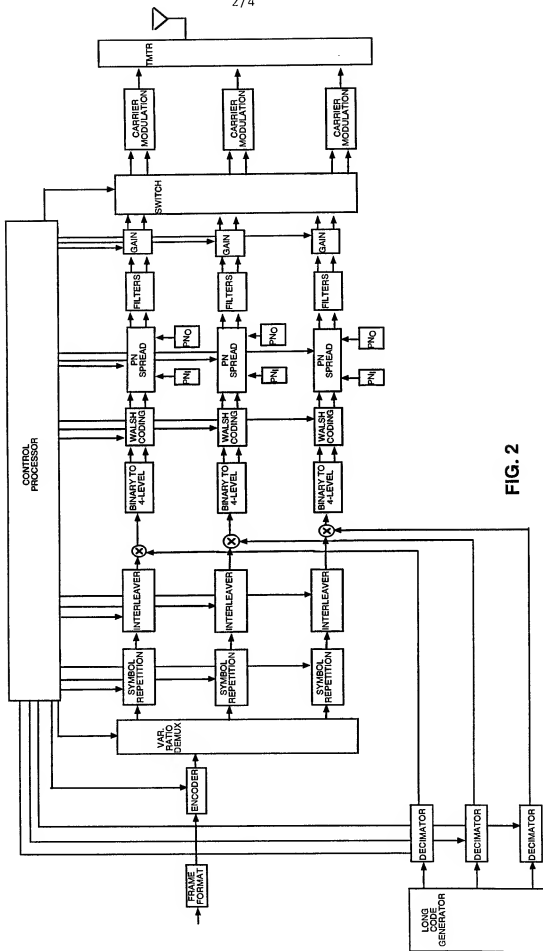 2/4
CONTROL
PROCESSOR
FRAME
FORMAT
ENCODER
VAR.
RATIO
DEMUX
SYMBOL
REPETITION
INTERLEAVER
X
BINARY TO
4-LEVEL
WALSH
CODING
PN
SPREAD
PNI
PNQ
FILTERS
GAIN
SWITCH
CARRIER
MODULATION
TMTR
SYMBOL
REPETITION
INTERLEAVER
X
BINARY TO
4-LEVEL
WALSH
CODING
PN
SPREAD
PNI
PNQ
FILTERS
GAIN
CARRIER
MODULATION
SYMBOL
REPETITION
INTERLEAVER
X
BINARY TO
4-LEVEL
WALSH
CODING
PN
SPREAD
PNI
PNQ
FILTERS
GAIN
CARRIER
MODULATION
LONG
CODE
GENERATOR
DECIMATOR
DECIMATOR
DECIMATOR
FIG. 2